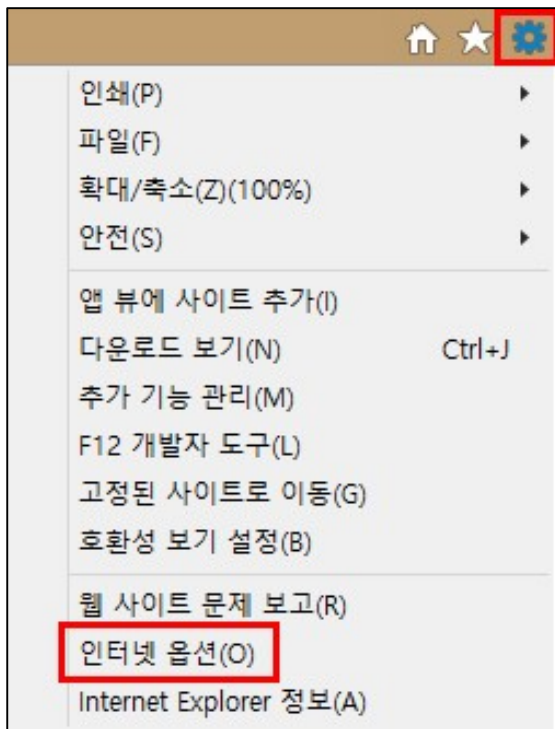 인쇄(P)
파일(F)
확대/축소(Z)(100%)
안전(S)
앱 뷰에 사이트 추가(I)
다운로드 보기(N) Ctrl+J
추가 기능 관리(M)
F12 개발자 도구(L)
고정된 사이트로 이동(G)
호환성 보기 설정(B)
웹 사이트 문제 보고(R)
인터넷 옵션(O)
Internet Explorer 정보(A)